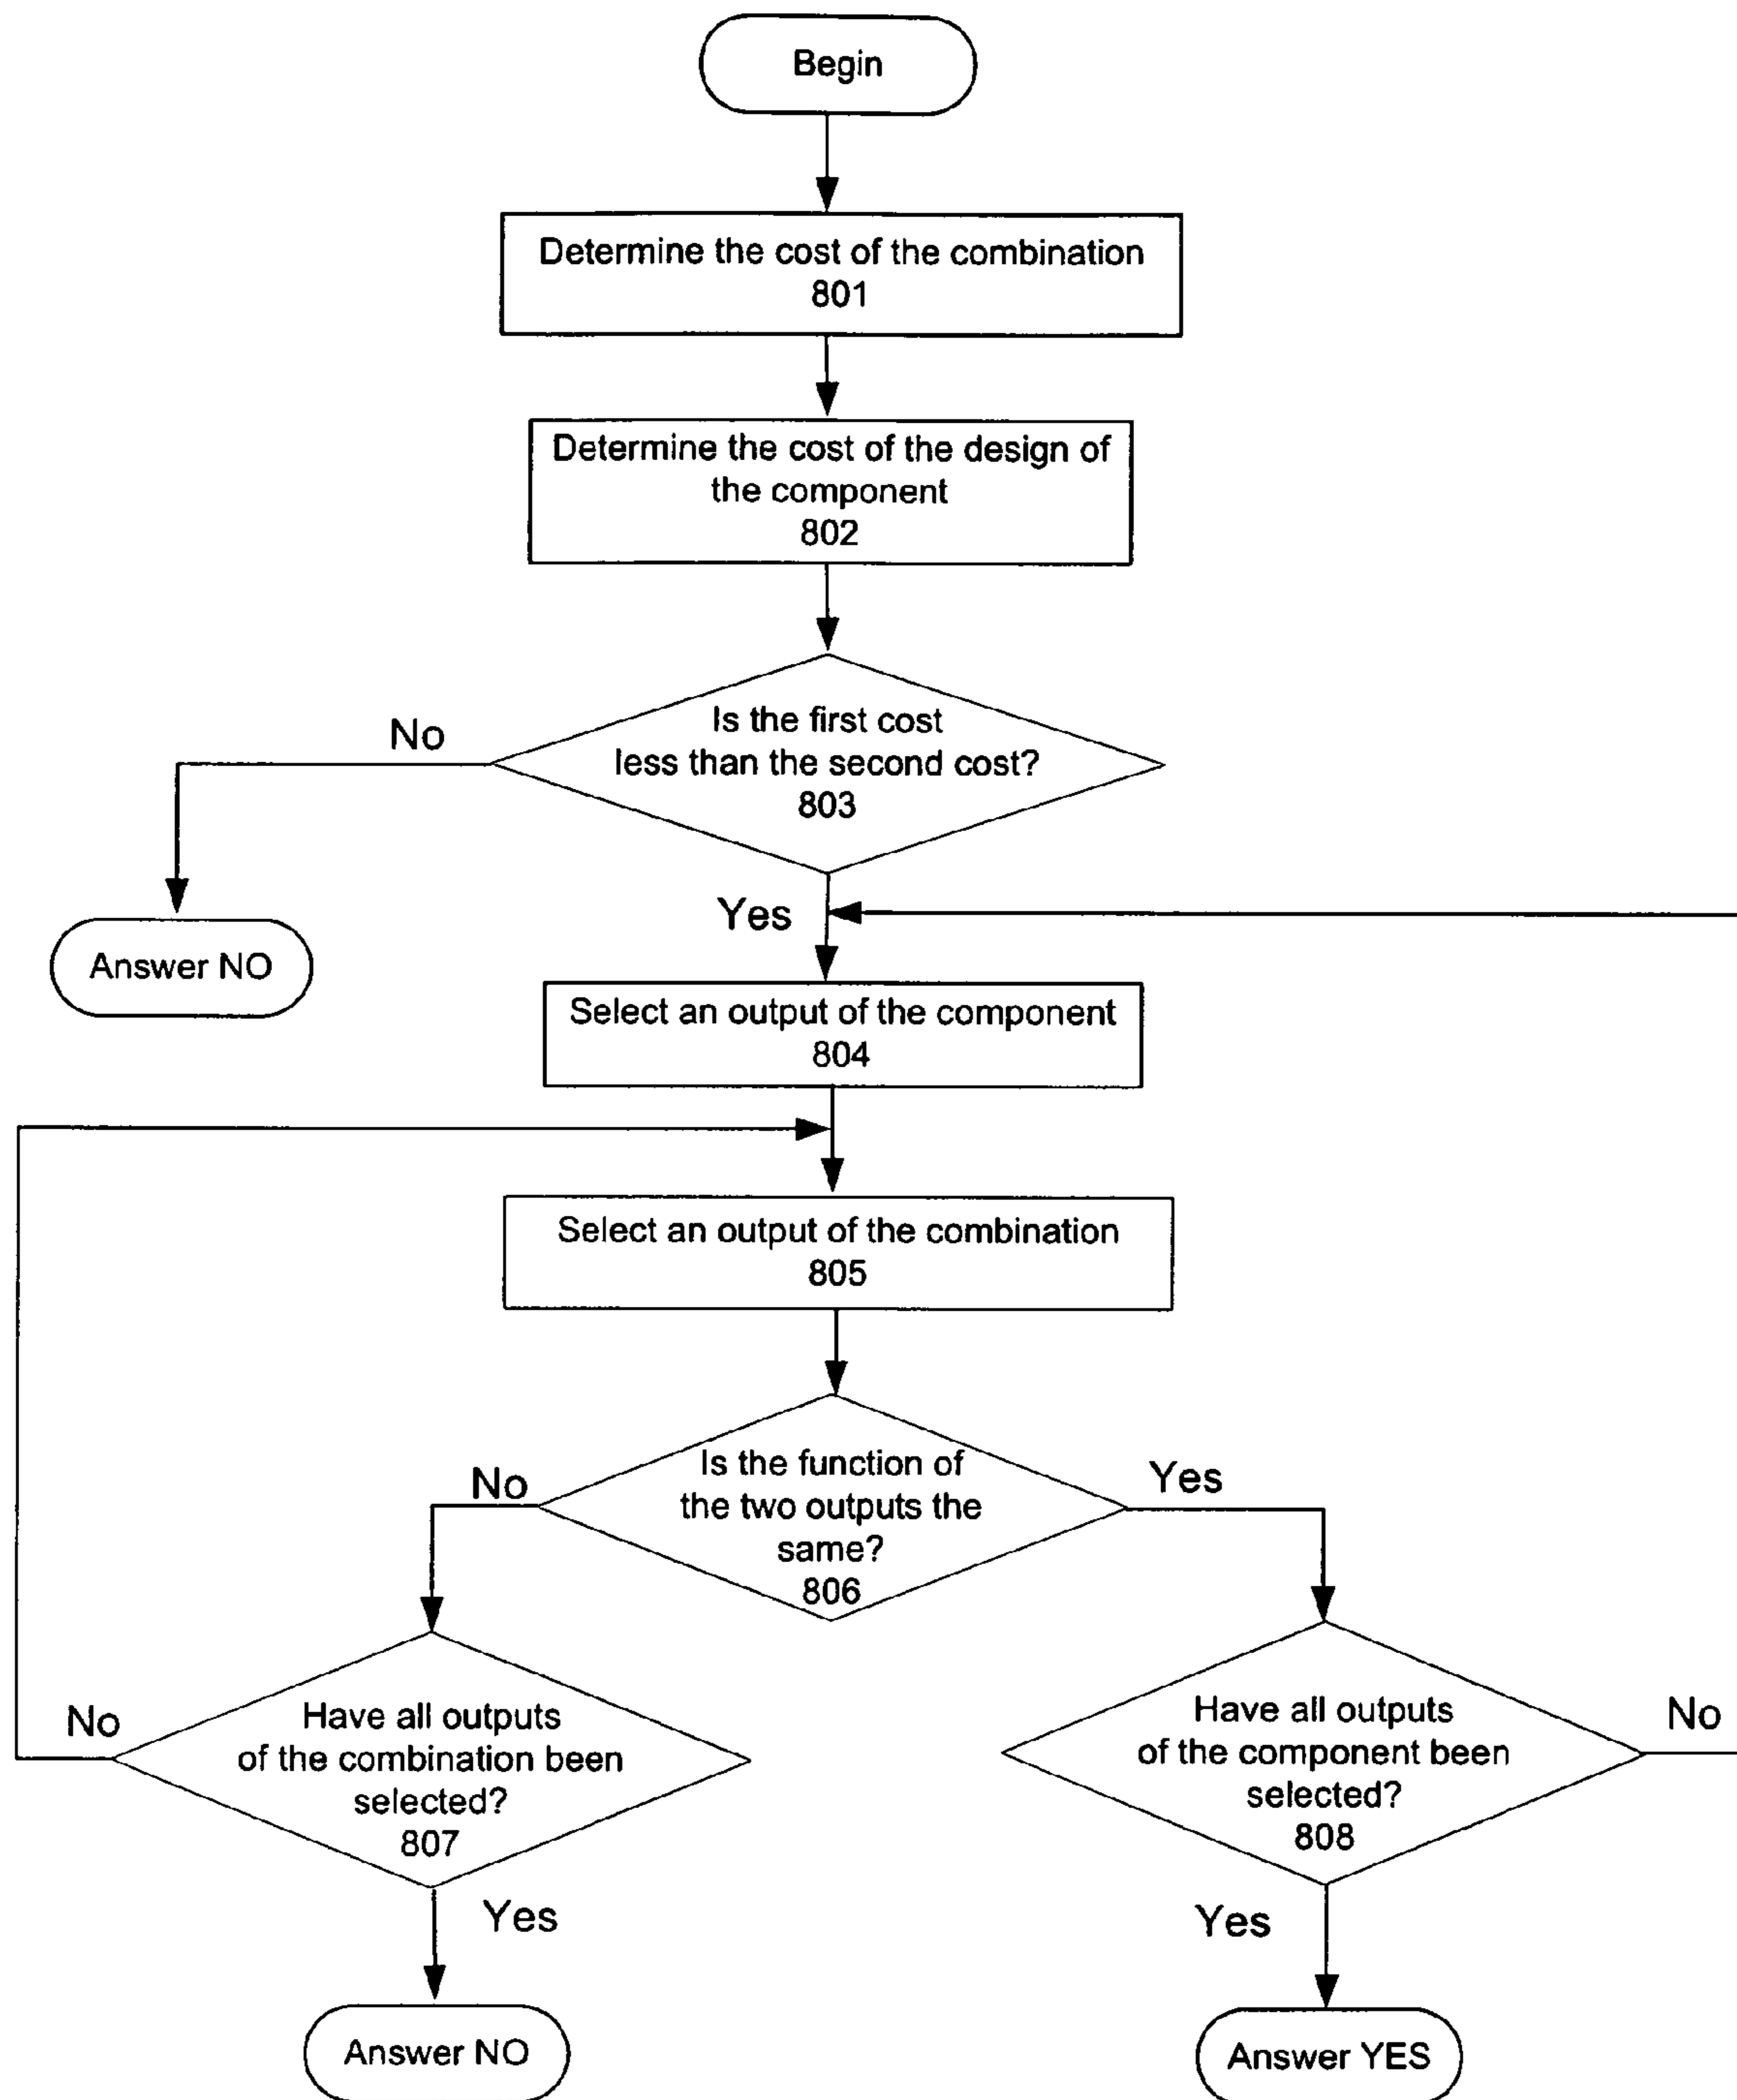 Begin
Determine the cost of the combination
801
Determine the cost of the design of
the component
802
Is the first cost
less than the second cost?
803
No
Yes
Answer NO
Select an output of the component
804
Select an output of the combination
805
Is the function of
the two outputs the
same?
806
No
Yes
Have all outputs
of the combination been
selected?
807
No
Yes
Have all outputs
of the component been
selected?
808
No
Yes
Answer NO
Answer YES